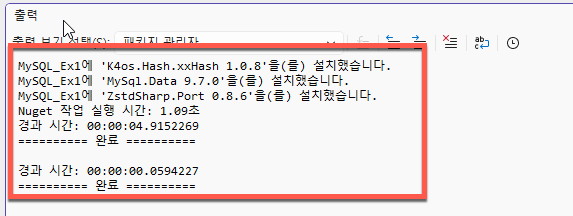 출력
출력 보기 선택(S): 패키지 관리자
MySQL_Ex1에 'K4os.Hash.xxHash 1.0.8'을(를) 설치했습니다.
MySQL_Ex1에 'MySql.Data 9.7.0'을(를) 설치했습니다.
MySQL_Ex1에 'ZstdSharp.Port 0.8.6'을(를) 설치했습니다.
Nuget 작업 실행 시간: 1.09초
경과 시간: 00:00:04.9152269
========== 완료 ==========
경과 시간: 00:00:00.0594227
========== 완료 ==========